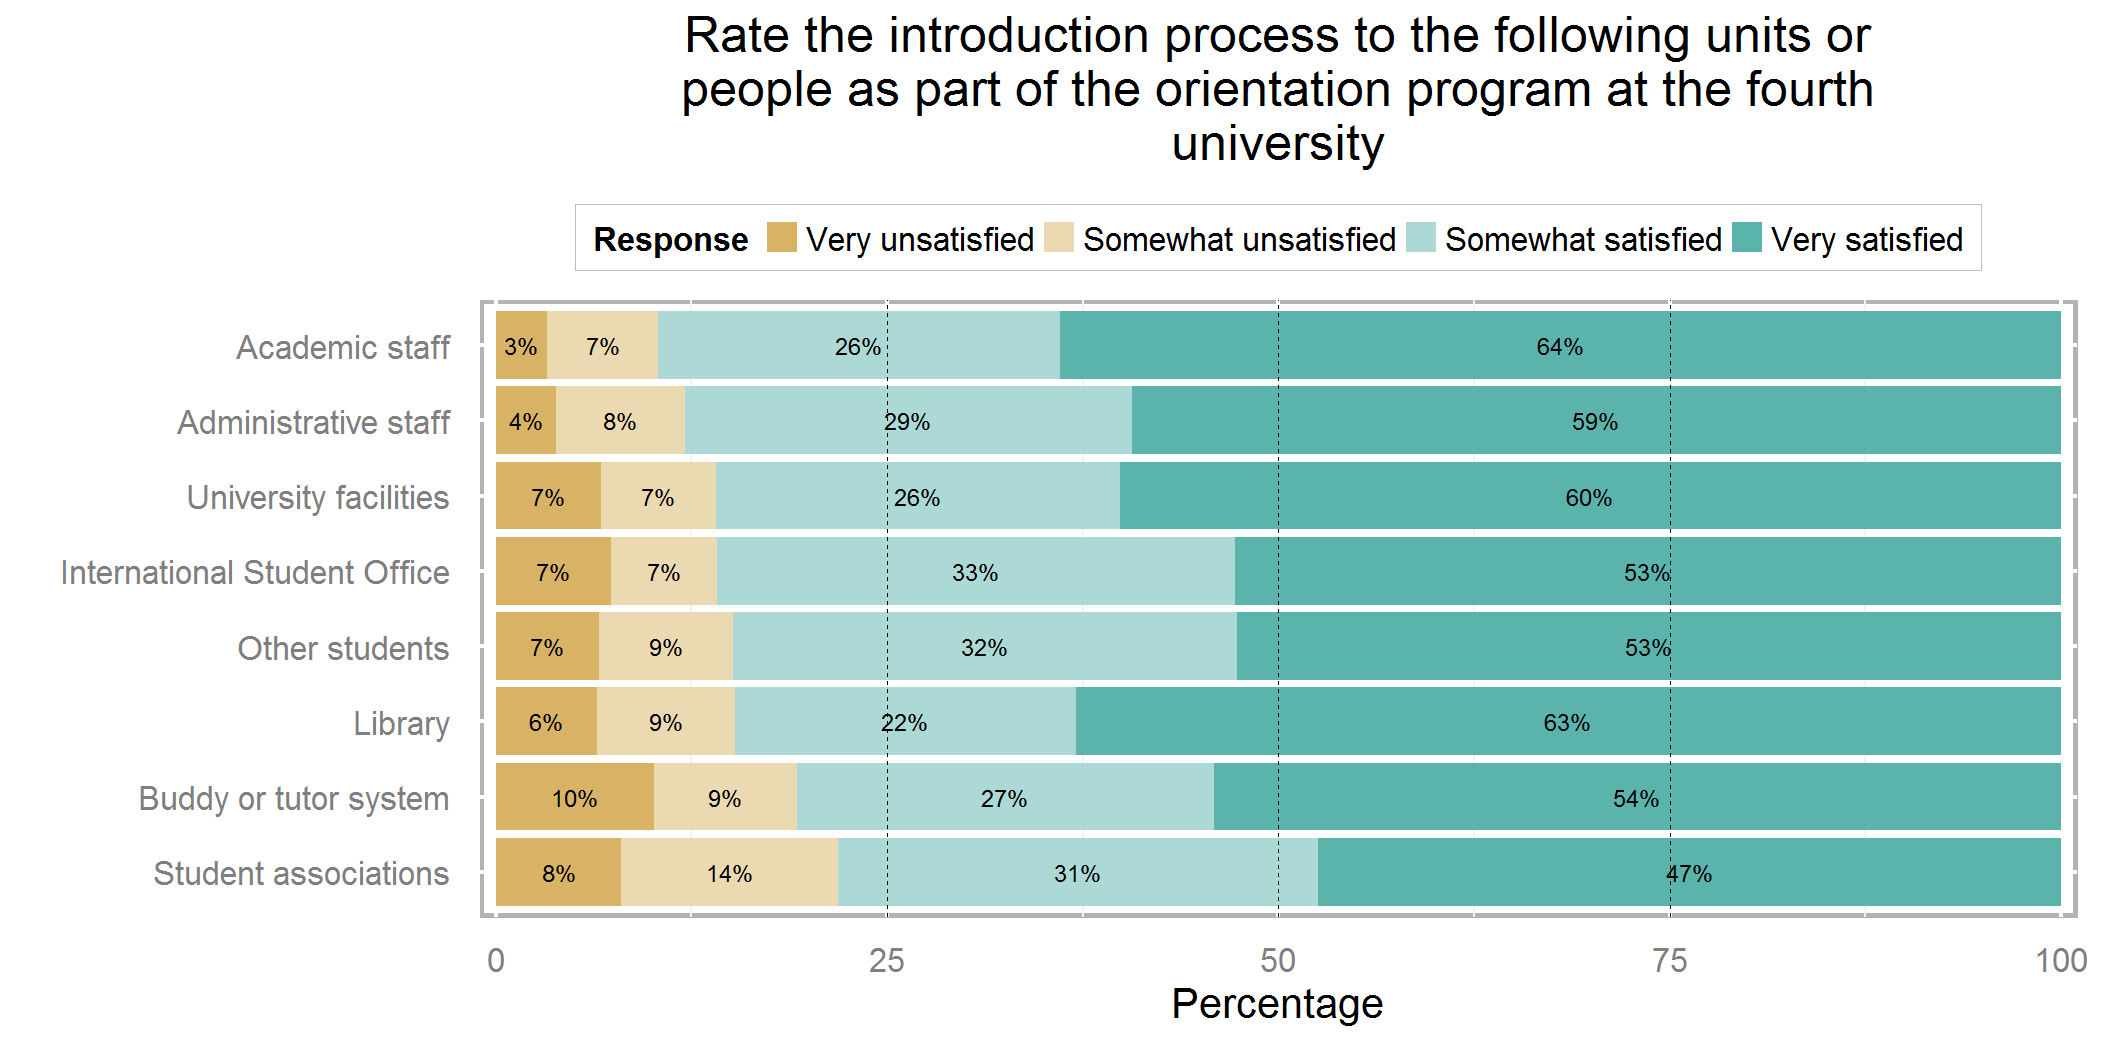 Rate the introduction process to the following units or
people as part of the orientation program at the fourth
university
Response Very unsatisfied Somewhat unsatisfied Somewhat satisfied Very satisfied
Academic staff 3% 7% 26% 64%
Administrative staff 4% 8% 29% 59%
University facilities 7% 7% 26% 60%
International Student Office 7% 7% 33% 53%
Other students 7% 9% 32% 53%
Library 6% 9% 22% 63%
Buddy or tutor system 10% 9% 27% 54%
Student associations 8% 14% 31% 47%
0 25 50 75 100
Percentage